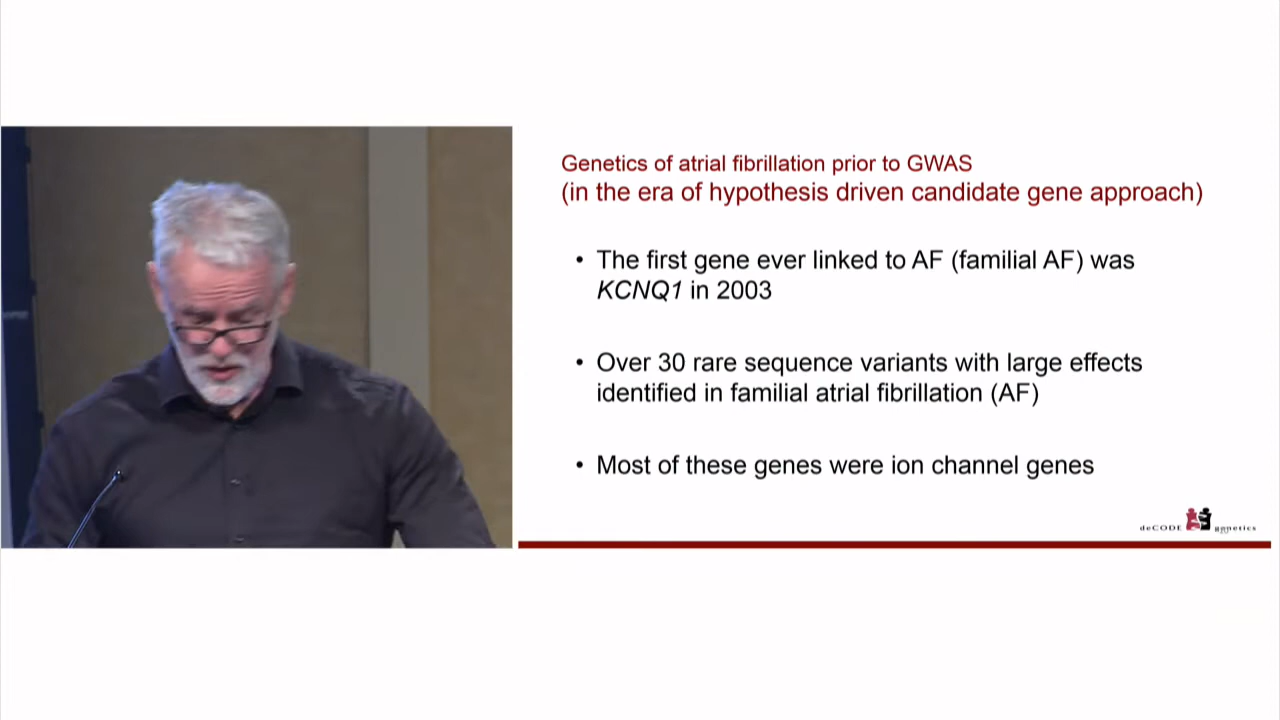 Genetics of atrial fibrillation prior to GWAS
(in the era of hypothesis driven candidate gene approach)
• The first gene ever linked to AF (familial AF) was
KCNQ1 in 2003
• Over 30 rare sequence variants with large effects
identified in familial atrial fibrillation (AF)
• Most of these genes were ion channel genes
deCODE genetics